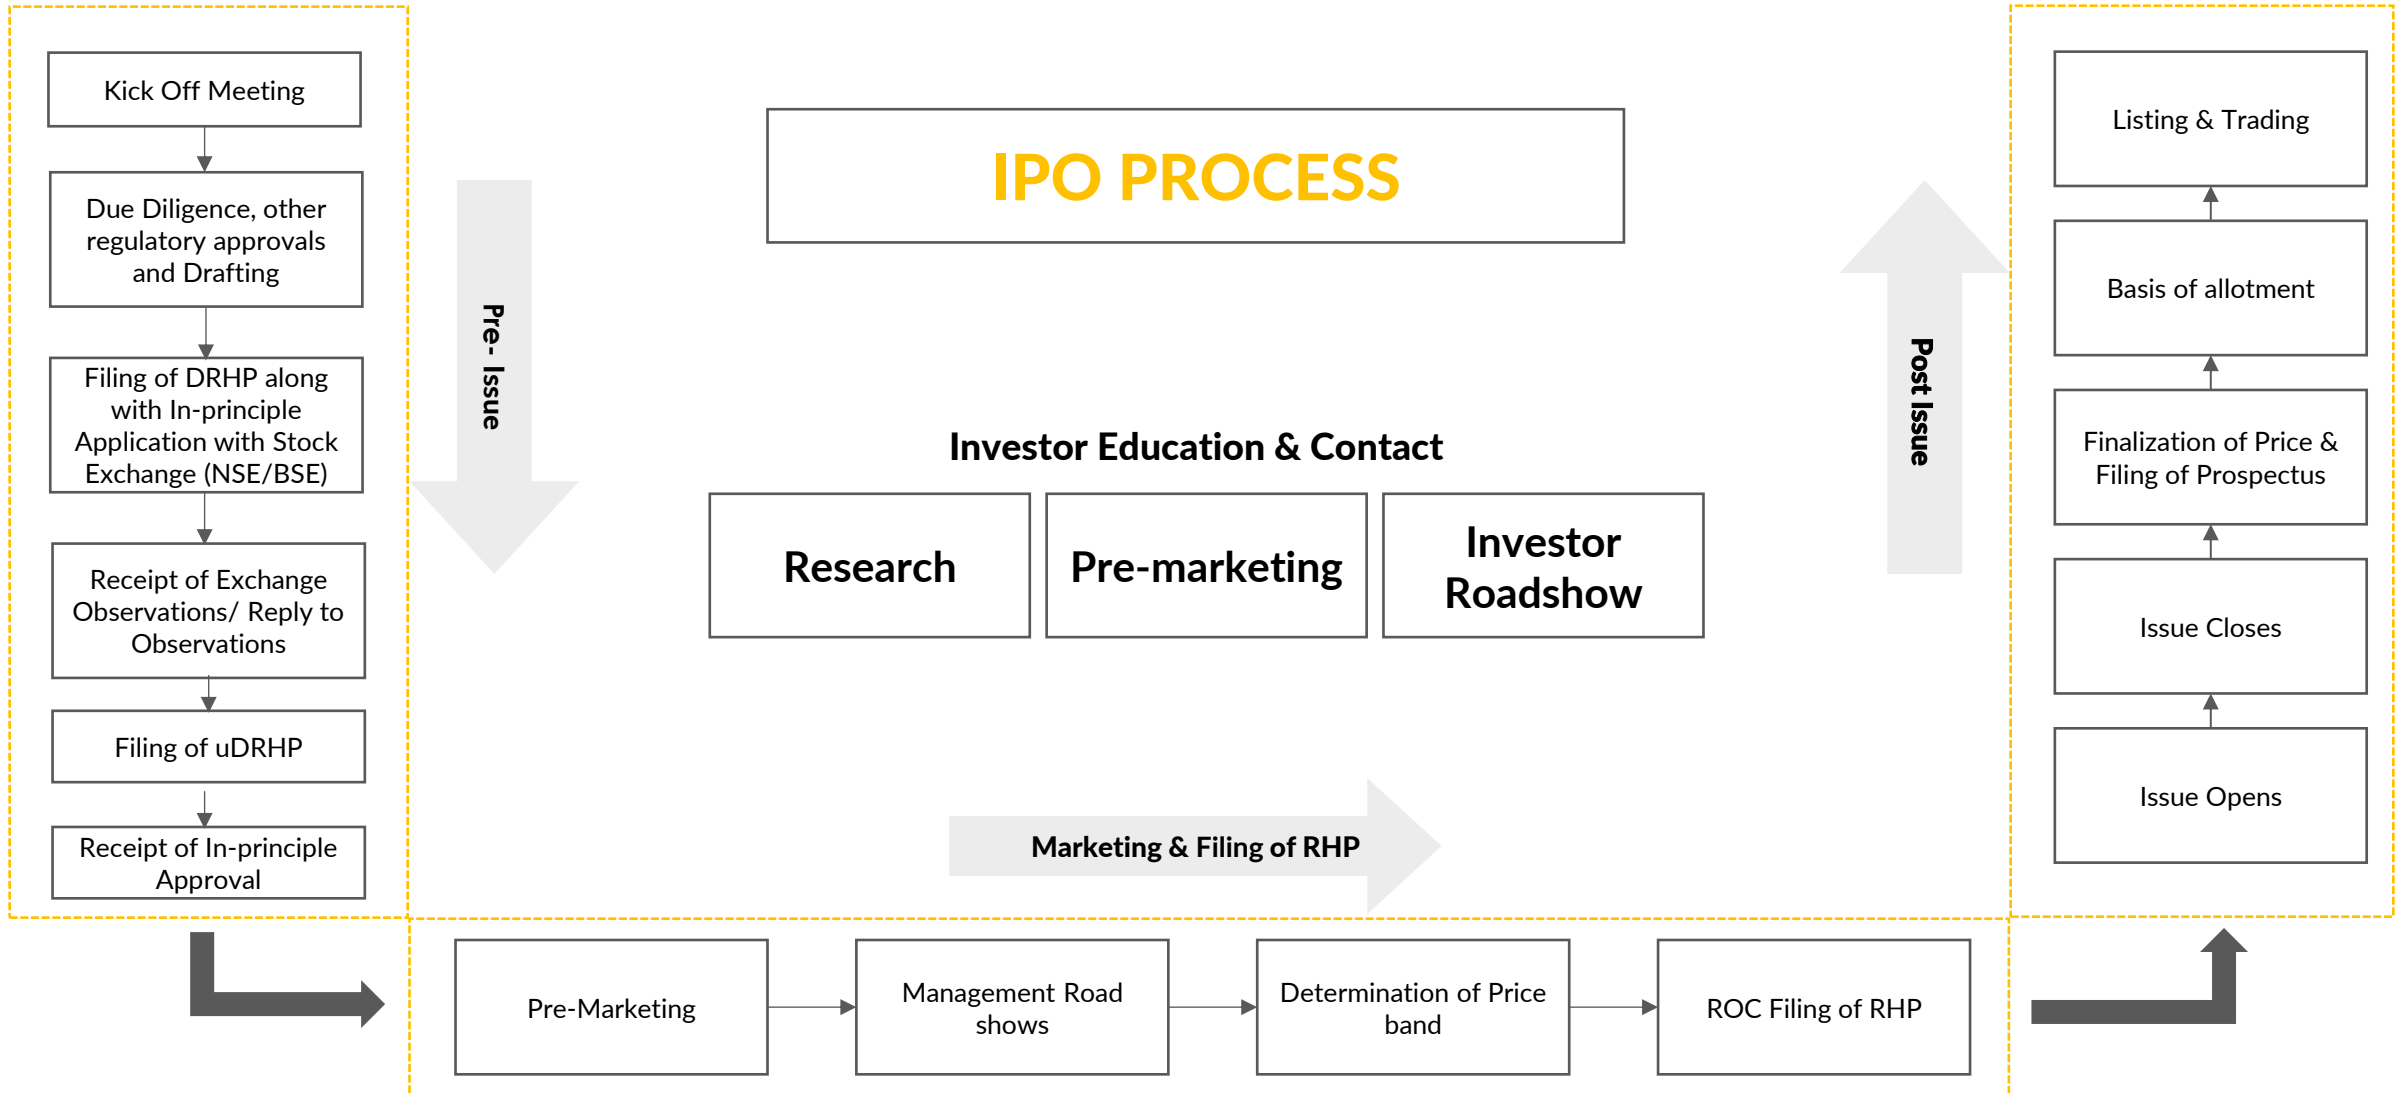 IPO PROCESS
Kick Off Meeting
Due Diligence, other
regulatory approvals
and Drafting
Filing of DRHP along
with In-principle
Application with Stock
Exchange (NSE/BSE)
Receipt of Exchange
Observations/ Reply to
Observations
Filing of uDRHP
Receipt of In-principle
Approval
Pre- Issue
Investor Education & Contact
Research
Pre-marketing
Investor
Roadshow
Marketing & Filing of RHP
Pre-Marketing
Management Road
shows
Determination of Price
band
ROC Filing of RHP
Post Issue
Listing & Trading
Basis of allotment
Finalization of Price &
Filing of Prospectus
Issue Closes
Issue Opens